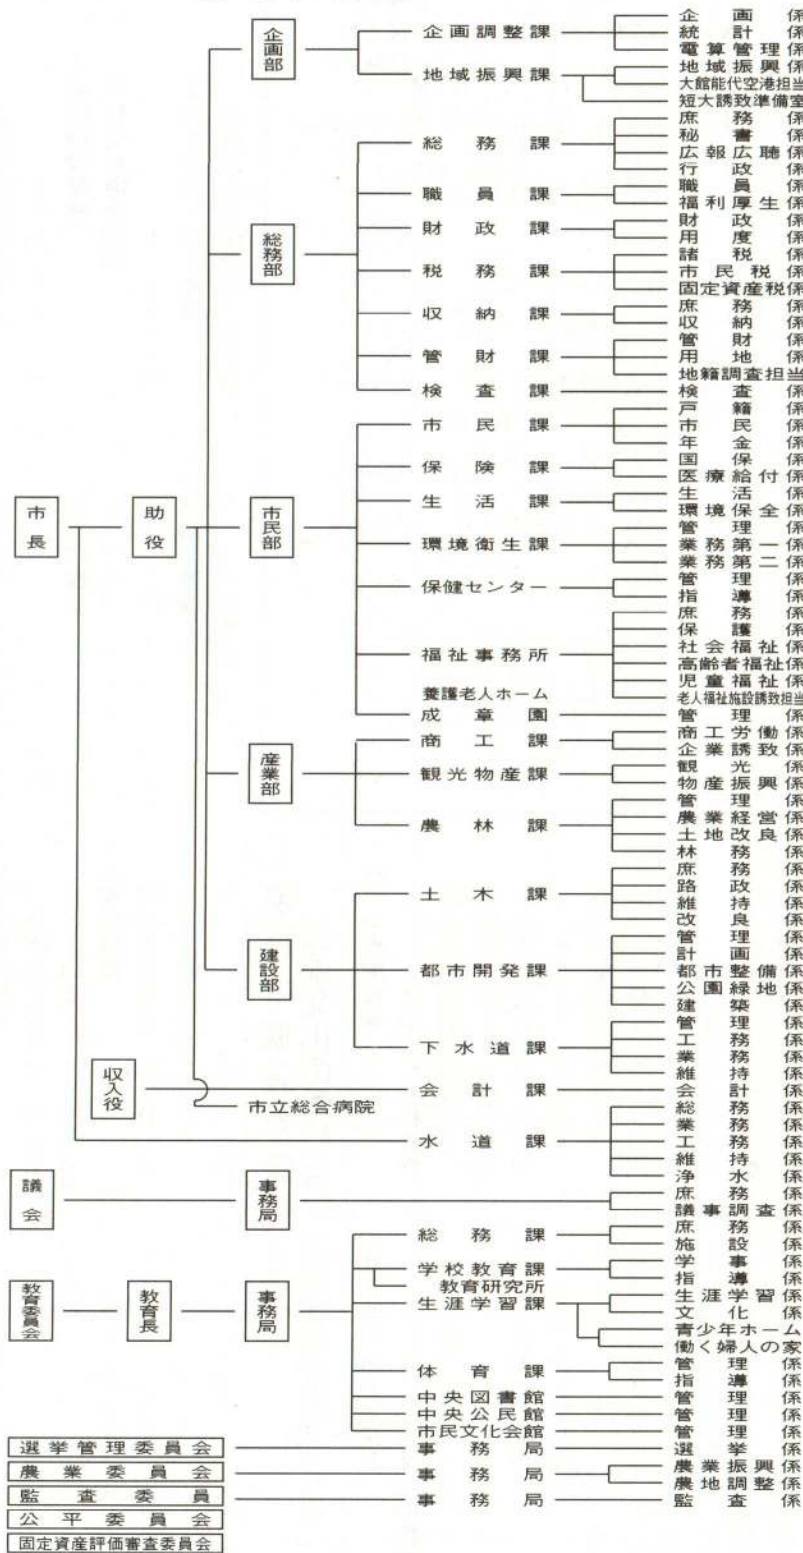 企画部
企画調整課
企画係
統計係
電算管理係
地域振興課
地域振興係
大館能代空港担当
短大誘致準備室
総務部
総務課
庶務係
秘書係
広報広聴係
行政係
職員課
職員係
福利厚生係
財政課
財政係
用度係
税務課
諸税係
市民税係
固定資産税係
収納課
庶務係
収納係
管財課
管財係
用地係
地籍調査担当
検査課
検査係
市長
助役
市民部
市民課
戸籍係
市民係
年金係
保険課
国保係
医療給付係
生活課
生活係
環境保全係
環境衛生課
管理係
業務第一係
業務第二係
保健センター
管理係
指導係
福祉事務所
庶務係
保護係
社会福祉係
高齢者福祉係
児童福祉係
老人福祉施設誘致担当
養護老人ホーム
成章園
管理係
産業部
商工課
商工労働係
企業誘致係
観光物産課
観光係
物産振興係
農林課
管理係
農業経営係
土地改良係
林務係
建設部
土木課
庶務係
路政係
維持係
改良係
都市開発課
管理係
計画係
都市整備係
公園緑地係
建築係
下水道課
管理係
工務係
業務係
維持係
収入役
会計課
会計係
市立総合病院
水道課
総務係
業務係
工務係
維持係
浄水係
議会
事務局
庶務係
議事調査係
教育委員会
教育長
事務局
総務課
庶務係
施設係
学校教育課
学事係
指導係
教育研究所
生涯学習課
生涯学習係
文化係
青少年ホーム
働く婦人の家
体育課
管理係
指導係
中央図書館
管理係
中央公民館
管理係
市民文化会館
管理係
選挙管理委員会
事務局
選挙係
農業委員会
事務局
農業振興係
農地調整係
監査委員
事務局
監査係
公平委員会
固定資産評価審査委員会